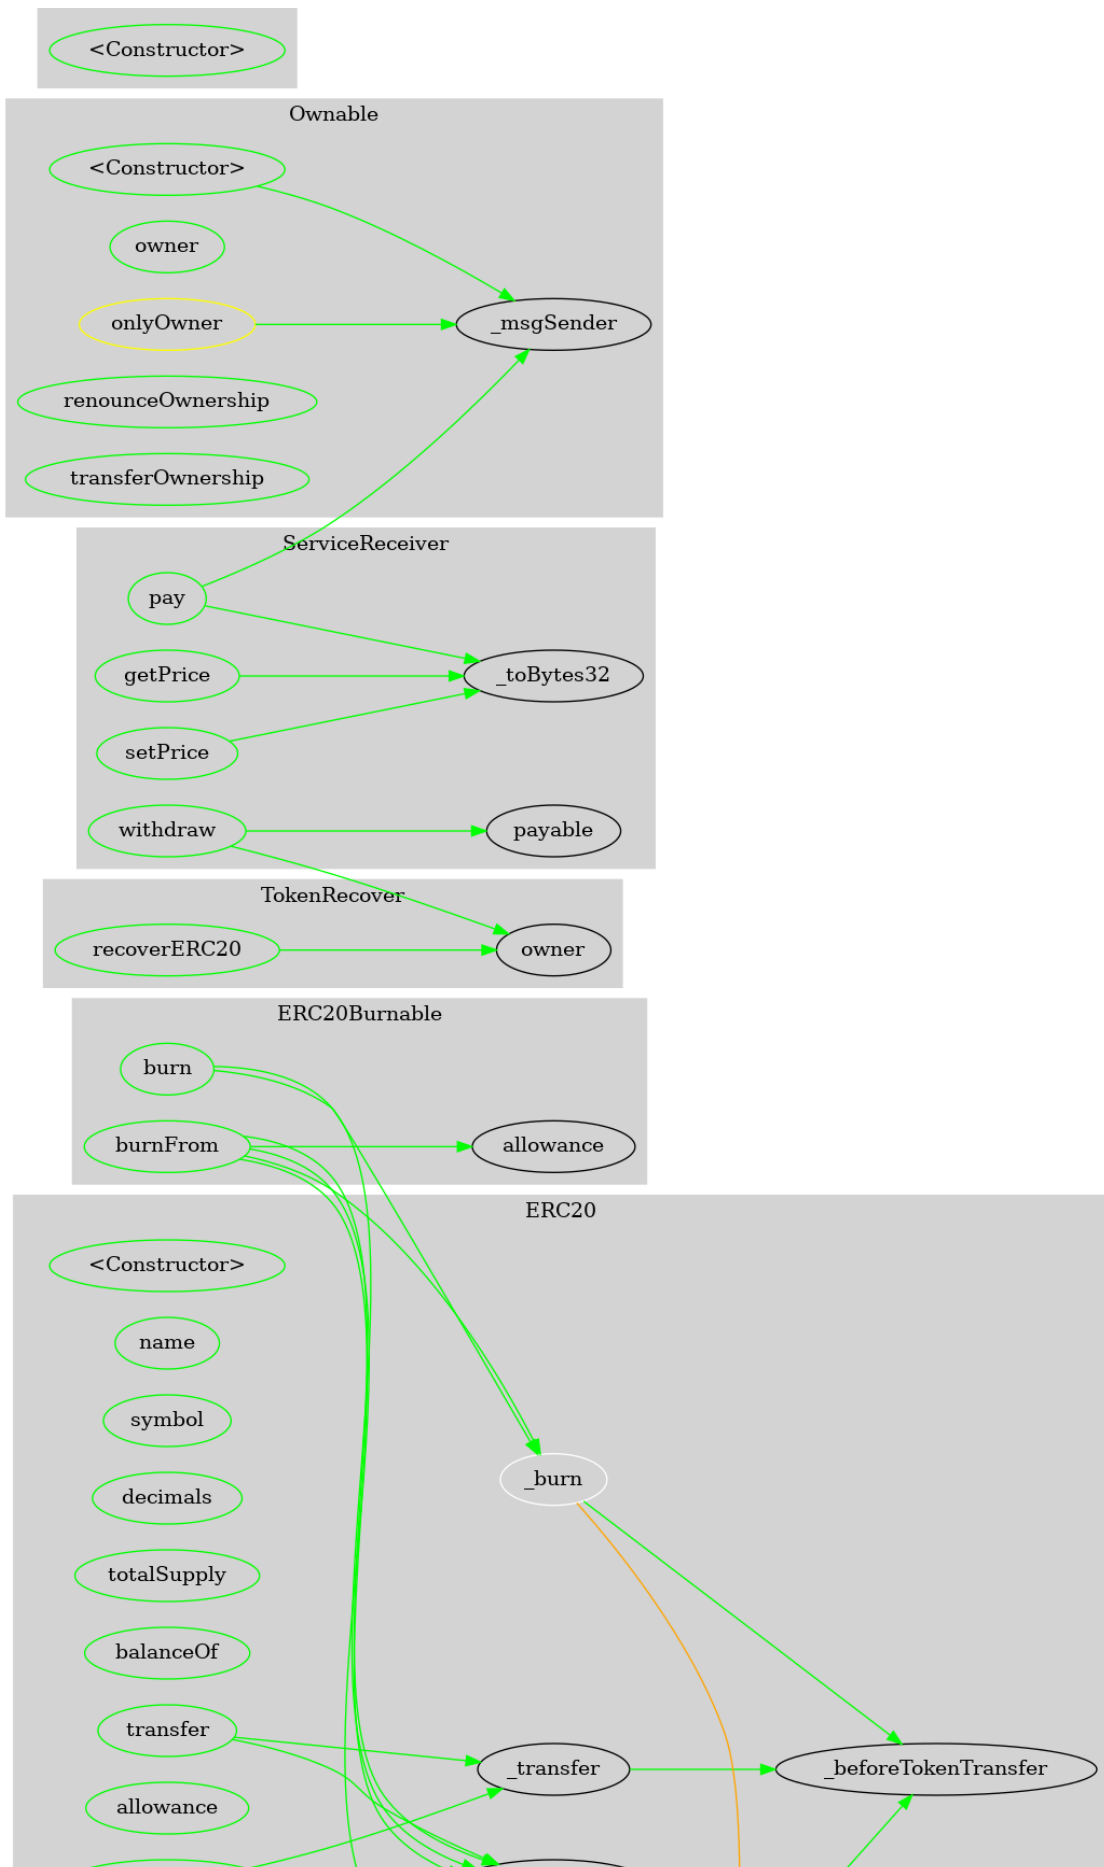 <Constructor>
Ownable
<Constructor>
owner
onlyOwner
_msgSender
renounceOwnership
transferOwnership
ServiceReceiver
pay
getPrice
_toBytes32
setPrice
withdraw
payable
TokenRecover
recoverERC20
owner
ERC20Burnable
burn
burnFrom
allowance
ERC20
<Constructor>
name
symbol
_burn
decimals
totalSupply
balanceOf
transfer
_transfer
_beforeTokenTransfer
allowance